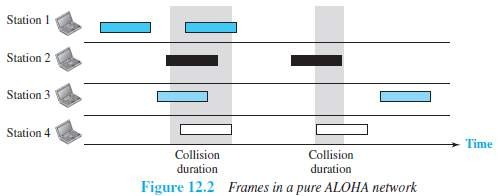 Station 1
Station 2
Station 3
Station 4
Time
Collision
duration
Collision
duration
Figure 12.2 Frames in a pure ALOHA network